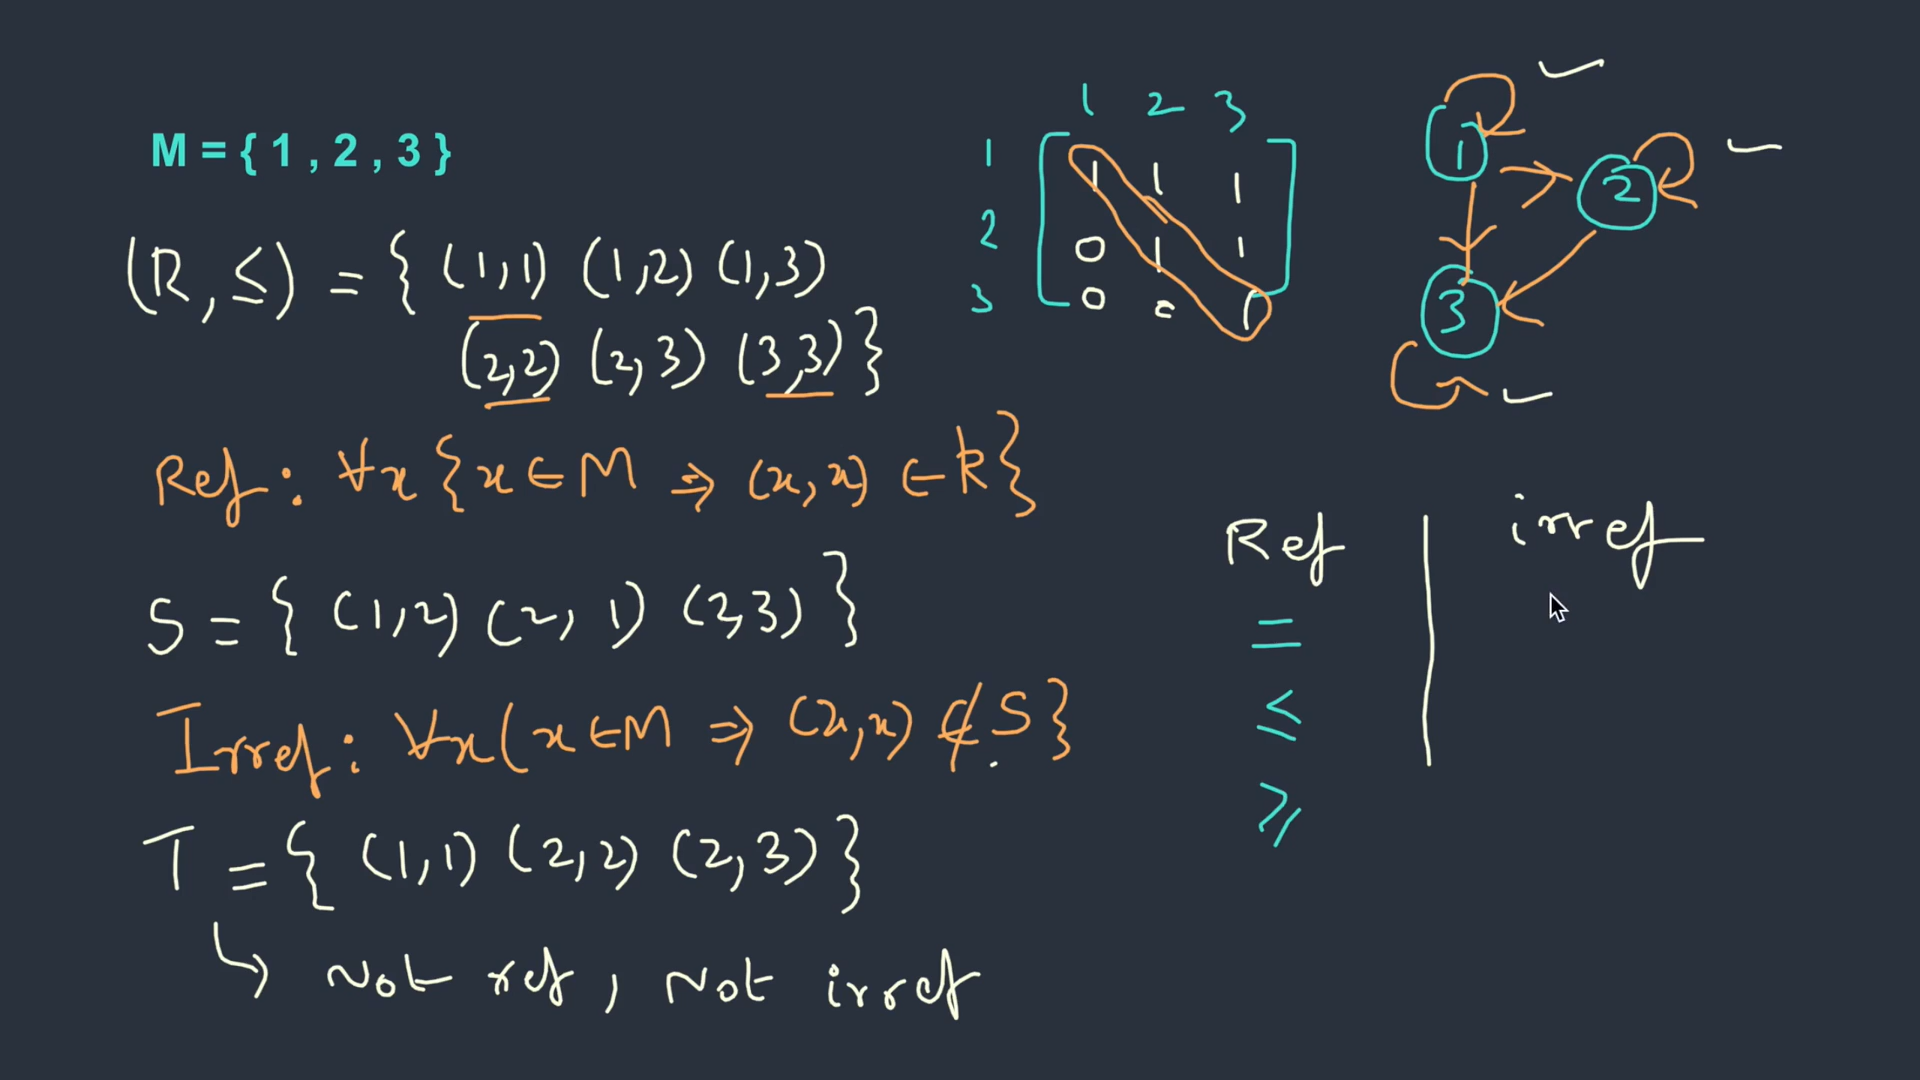 M = { 1 , 2 , 3 }
(R, ≤) = { (1,1) (1,2) (1,3)
(2,2) (2,3) (3,3) }
Ref : ∀x { x ∈ M ⇒ (x,x) ∈ R }
S = { (1,2) (2,1) (2,3) }
Irref : ∀x ( x ∈ M ⇒ (x,x) ∉ S }
T = { (1,1) (2,2) (2,3) }
↳ Not ref, Not irref
1 2 3
1 [ 1 1 1 ]
2 0 1 1
3 0 0 1
1
2
3
Ref | irref
=
≤
≥